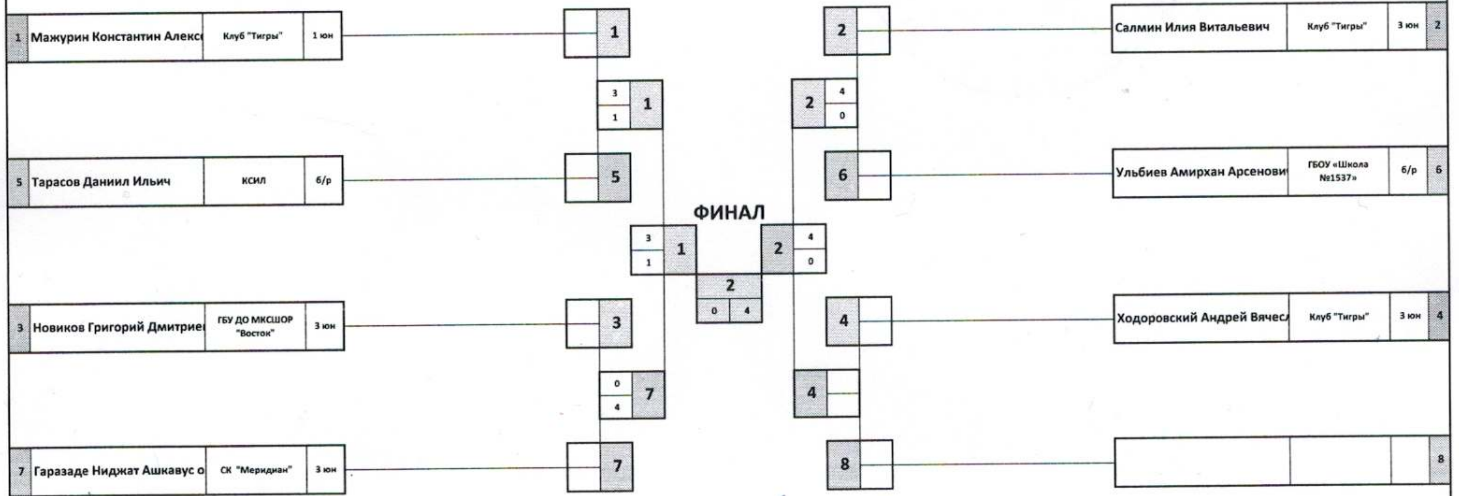 1 Мажурин Константин Алекс Клуб "Тигры" 1 юн 1 2 Салмин Илия Витальевич Клуб "Тигры" 3 юн 2
3 1 2 4
1 0
5 Тарасов Даниил Ильич КСИЛ б/р 5 6 Ульбиев Амирхан Арсенови ГБОУ «Школа №1537» б/р 6
ФИНАЛ
3 1 2 4
1 0
2
0 4
3 Новиков Григорий Дмитрие ГБУ ДО МКСШОР "Восток" 3 юн 3 4 Ходоровский Андрей Вячесл Клуб "Тигры" 3 юн 4
0 7 4
4
7 Гаразаде Ниджат Ашкавус о СК "Меридиан" 3 юн 7 8 8